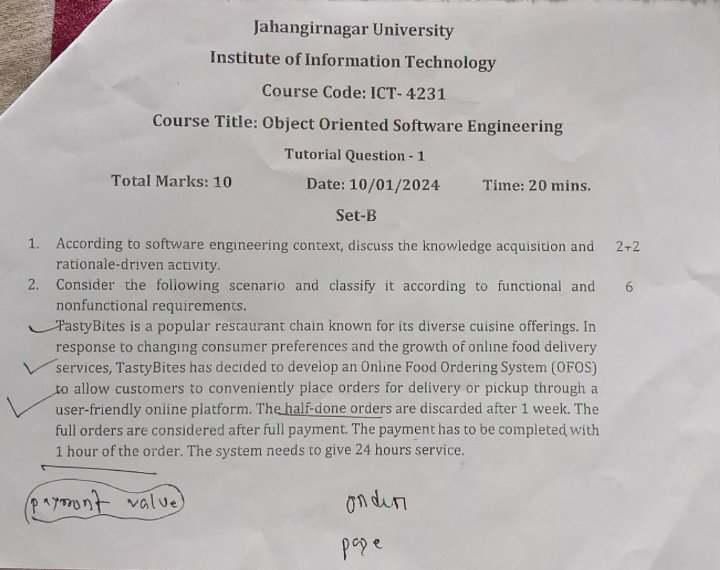 Jahangirnagar University
Institute of Information Technology
Course Code: ICT- 4231
Course Title: Object Oriented Software Engineering
Tutorial Question - 1
Total Marks: 10 Date: 10/01/2024 Time: 20 mins.
Set-B
1. According to software engineering context, discuss the knowledge acquisition and 2+2
rationale-driven activity.
2. Consider the following scenario and classify it according to functional and 6
nonfunctional requirements.
TastyBites is a popular restaurant chain known for its diverse cuisine offerings. In
response to changing consumer preferences and the growth of online food delivery
services, TastyBites has decided to develop an Online Food Ordering System (OFOS)
to allow customers to conveniently place orders for delivery or pickup through a
user-friendly online platform. The half-done orders are discarded after 1 week. The
full orders are considered after full payment. The payment has to be completed with
1 hour of the order. The system needs to give 24 hours service.
payment value
order
page